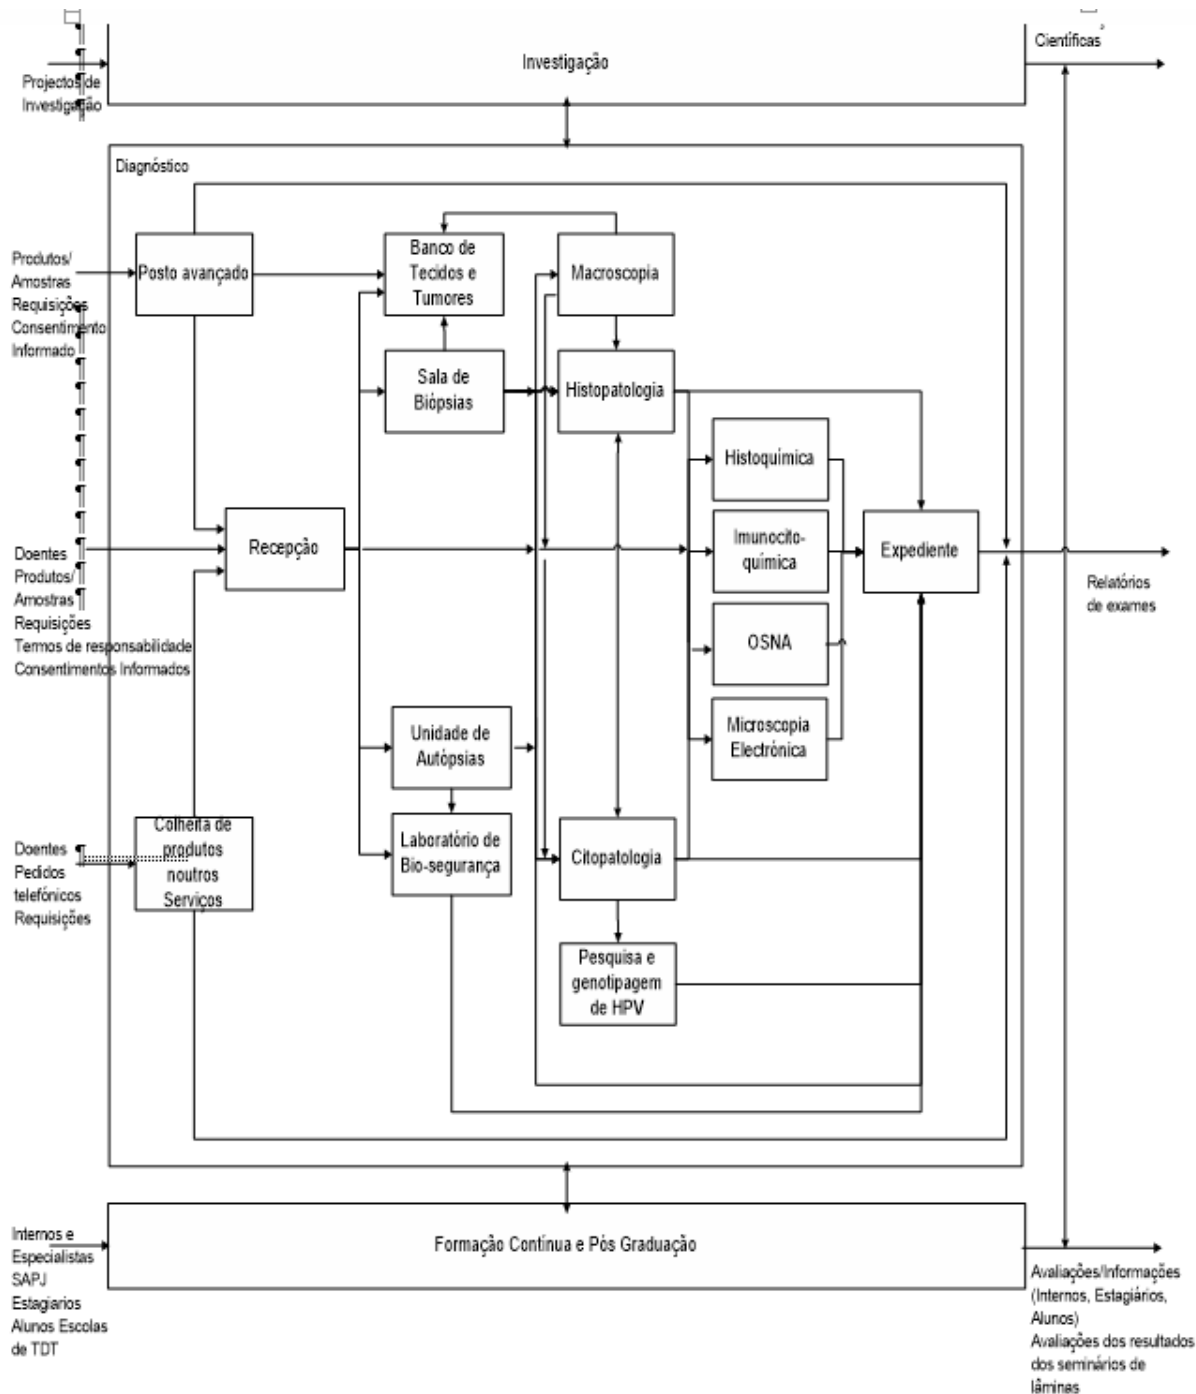 Científicas
Investigação
Projectos de
Investigação
Diagnóstico
Produtos/
Amostras
Requisições
Consentimento
Informado
Posto avançado
Banco de
Tecidos e
Tumores
Macroscopia
Sala de
Biópsias
Histopatologia
Histoquímica
Recepção
Imunocito-
química
Expediente
Doentes
Produtos/
Amostras
Requisições
Termos de responsabilidade
Consentimentos Informados
Relatórios
de exames
OSNA
Unidade de
Autópsias
Microscopia
Electrónica
Colheita de
produtos
noutros
Serviços
Laboratório de
Bio-segurança
Citopatologia
Doentes
Pedidos
telefónicos
Requisições
Pesquisa e
genotipagem
de HPV
Internos e
Especialistas
SAPJ
Estagiarios
Alunos Escolas
de TDT
Formação Contínua e Pós Graduação
Avaliações/Informações
(Internos, Estagiários,
Alunos)
Avaliações dos resultados
dos seminários de
lâminas